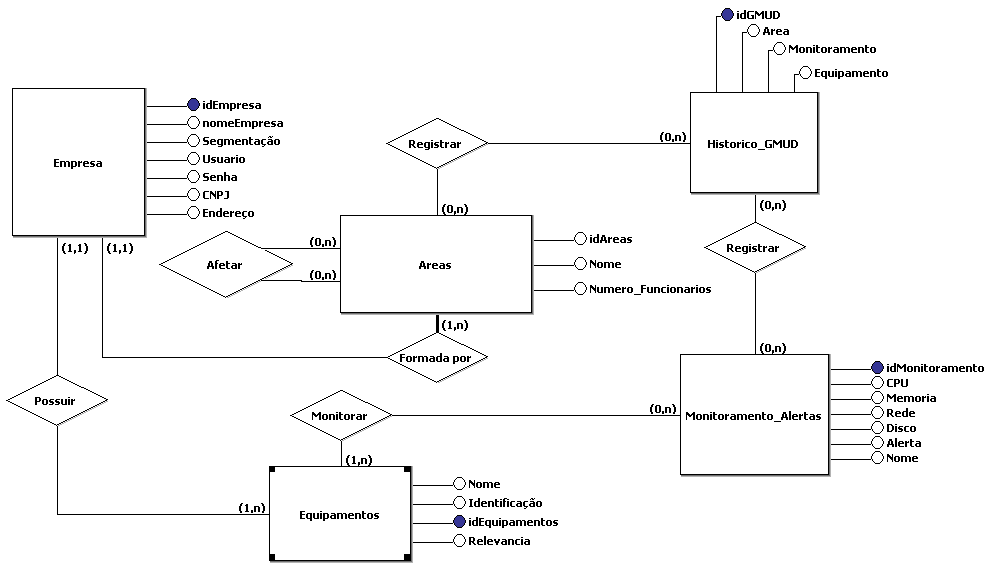 idGMUD
Area
Monitoramento
Equipamento
Historico_GMUD
Empresa
idEmpresa
nomeEmpresa
Segmentação
Usuario
Senha
CNPJ
Endereço
Registrar
(0,n)
(0,n)
(1,1)
(1,1)
Afetar
(0,n)
(0,n)
Areas
idAreas
Nome
Numero_Funcionarios
(0,n)
Registrar
(0,n)
(1,n)
Formada por
Possuir
Monitorar
(0,n)
(1,n)
Monitoramento_Alertas
idMonitoramento
CPU
Memoria
Rede
Disco
Alerta
Nome
(1,n)
Equipamentos
Nome
Identificação
idEquipamentos
Relevancia